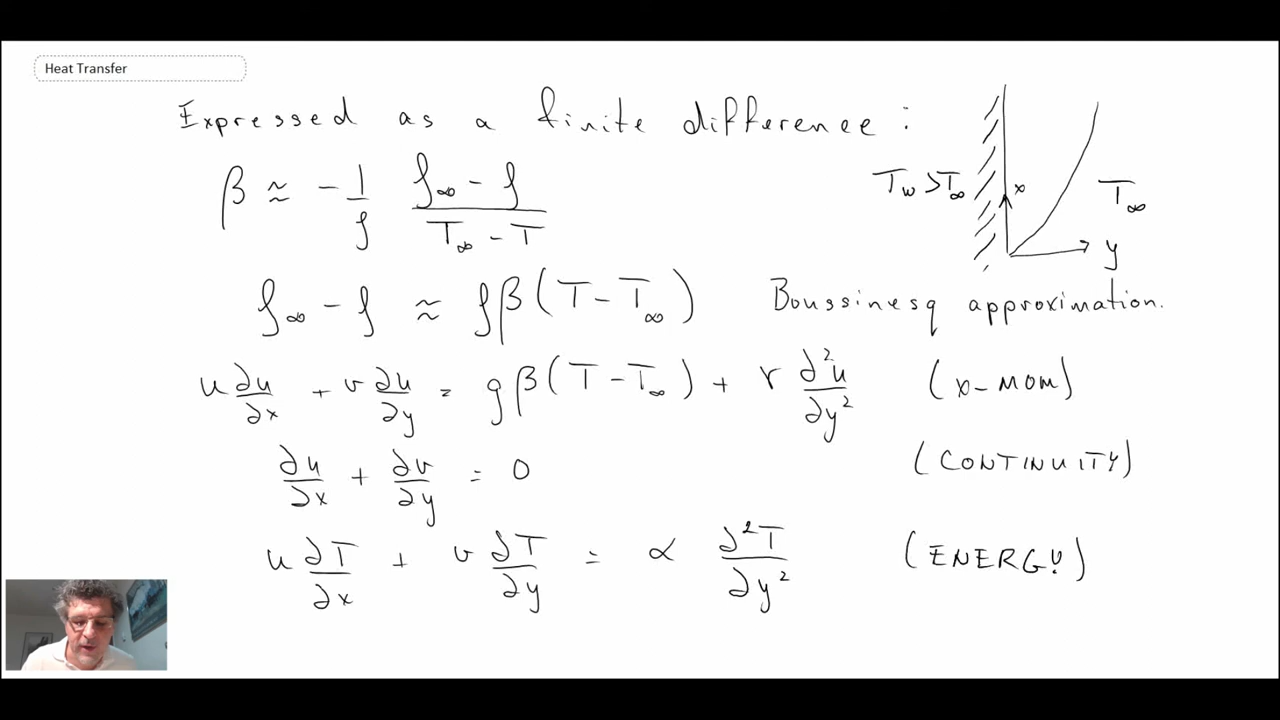 Heat Transfer
Expressed as a finite difference:
β ≈ - 1/ρ (ρ∞ - ρ)/(T∞ - T)
Tw > T∞
x
y
T∞
ρ∞ - ρ ≈ ρβ(T - T∞) Boussinesq approximation.
u ∂u/∂x + v ∂u/∂y = gβ(T - T∞) + ν ∂²u/∂y² (x-MOM)
∂u/∂x + ∂v/∂y = 0 (CONTINUITY)
u ∂T/∂x + v ∂T/∂y = α ∂²T/∂y² (ENERGY)